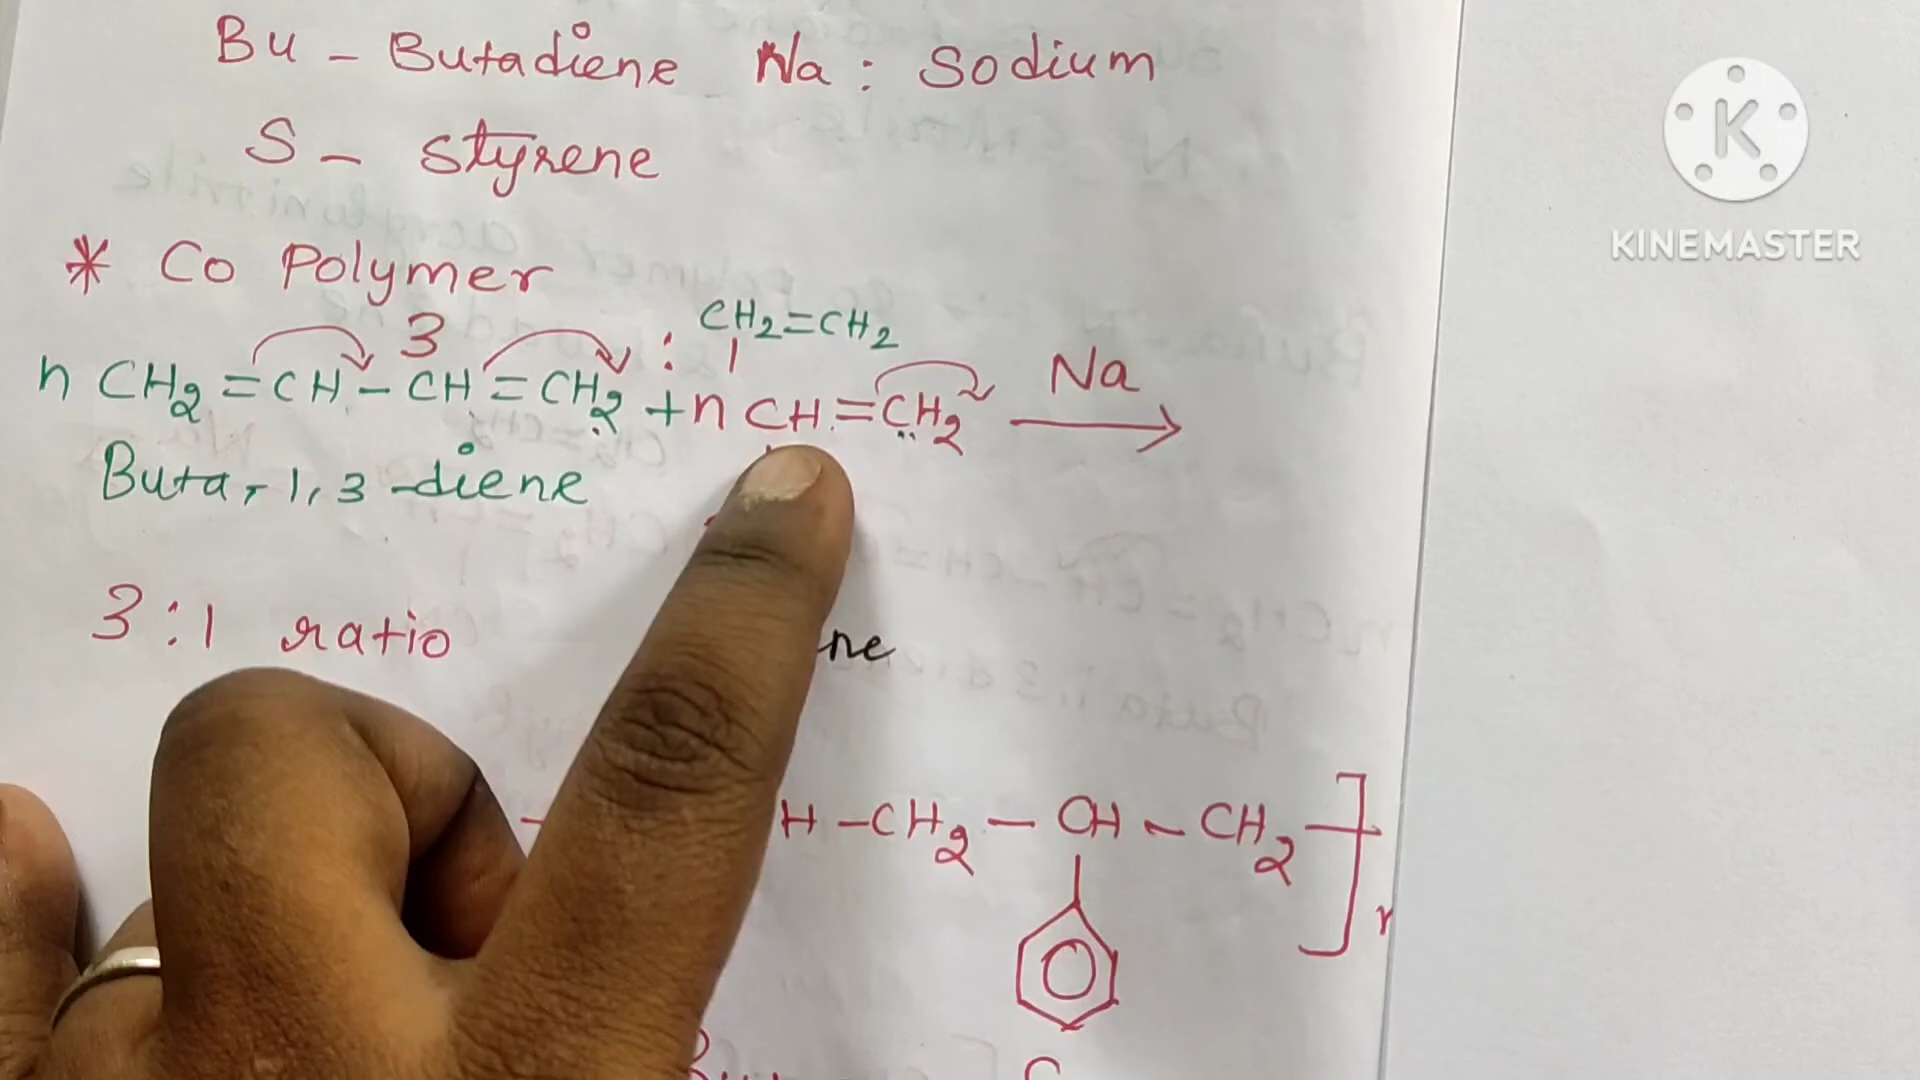 Bu - Butadiene Na : Sodium
S - Styrene
* Co Polymer
3 : 1
CH2=CH2
n CH2=CH-CH=CH2 + n CH=CH2
Na
Buta, 1,3-diene
3:1 ratio
ne
H-CH2-CH-CH2
K
KINEMASTER